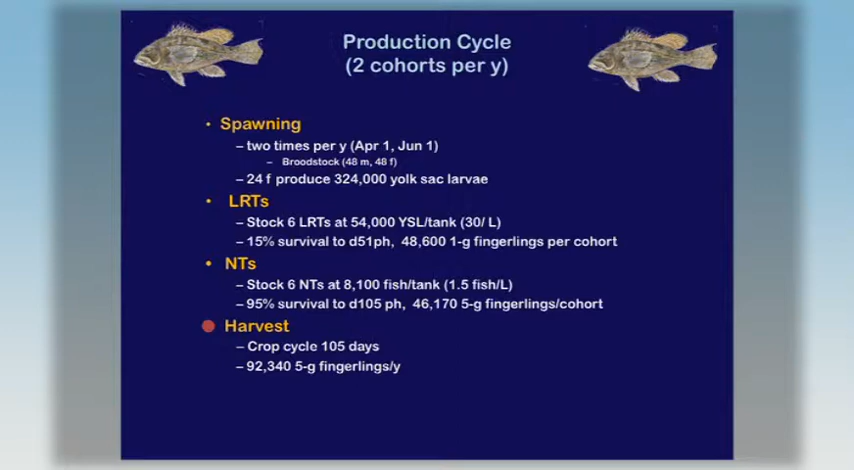 Production Cycle
(2 cohorts per y)
• Spawning
– two times per y (Apr 1, Jun 1)
– Broodstock (48 m, 48 f)
– 24 f produce 324,000 yolk sac larvae
• LRTs
– Stock 6 LRTs at 54,000 YSL/tank (30/ L)
– 15% survival to d51ph, 48,600 1-g fingerlings per cohort
• NTs
– Stock 6 NTs at 8,100 fish/tank (1.5 fish/L)
– 95% survival to d105 ph, 46,170 5-g fingerlings/cohort
• Harvest
– Crop cycle 105 days
– 92,340 5-g fingerlings/y